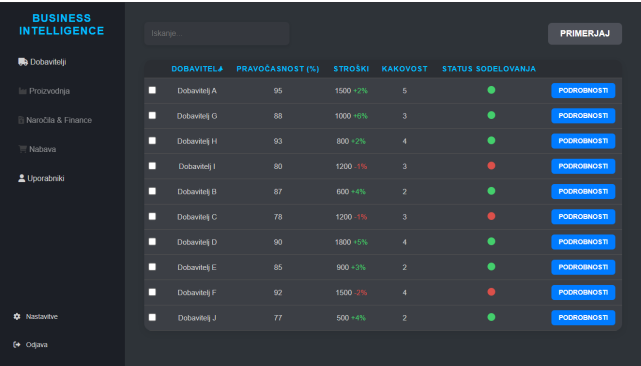 BUSINESS
INTELLIGENCE
Dobavitelji
Proizvodnja
Naročila & Finance
Nabava
Uporabniki
Nastavitve
Odjava
Iskanje...
PRIMERJAJ
DOBAVITELJ PRAVOČASNOST (%) STROŠKI KAKOVOST STATUS SODELOVANJA
Dobavitelj A 95 1500 +2% 5 PODROBNOSTI
Dobavitelj G 88 1000 +6% 3 PODROBNOSTI
Dobavitelj H 93 800 +2% 4 PODROBNOSTI
Dobavitelj I 80 1200 -1% 3 PODROBNOSTI
Dobavitelj B 87 600 +4% 2 PODROBNOSTI
Dobavitelj C 78 1200 -1% 3 PODROBNOSTI
Dobavitelj D 90 1800 +5% 4 PODROBNOSTI
Dobavitelj E 85 900 +3% 2 PODROBNOSTI
Dobavitelj F 92 1500 -2% 4 PODROBNOSTI
Dobavitelj J 77 500 +4% 2 PODROBNOSTI